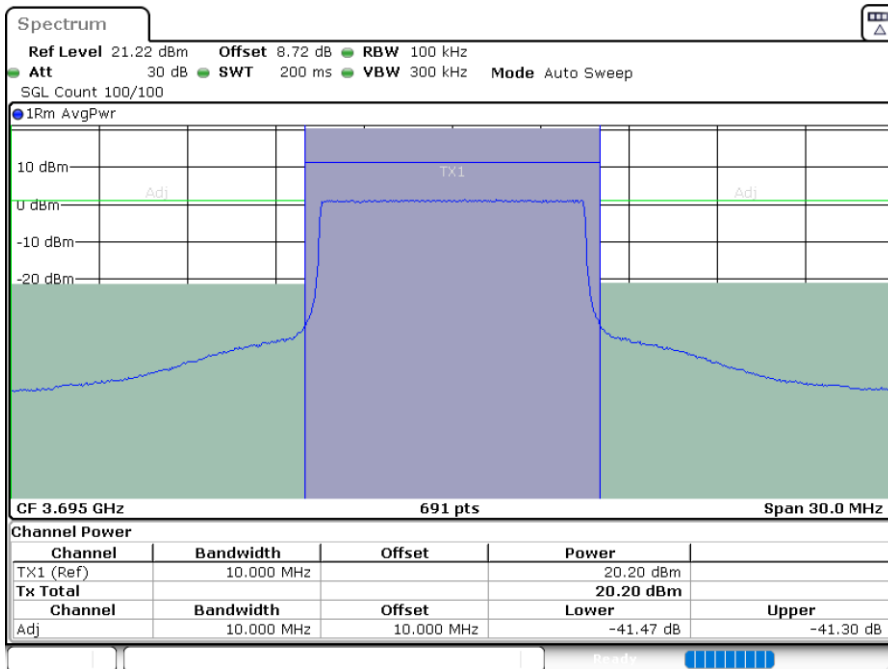 Spectrum
Ref Level 21.22 dBm Offset 8.72 dB RBW 100 kHz
Att 30 dB SWT 200 ms VBW 300 kHz Mode Auto Sweep
SGL Count 100/100
1Rm AvgPwr
10 dBm
TX1
Adj Adj
0 dBm
-10 dBm
-20 dBm
CF 3.695 GHz 691 pts Span 30.0 MHz
Channel Power
Channel Bandwidth Offset Power
TX1 (Ref) 10.000 MHz 20.20 dBm
Tx Total 20.20 dBm
Channel Bandwidth Offset Lower Upper
Adj 10.000 MHz 10.000 MHz -41.47 dB -41.30 dB
Ready